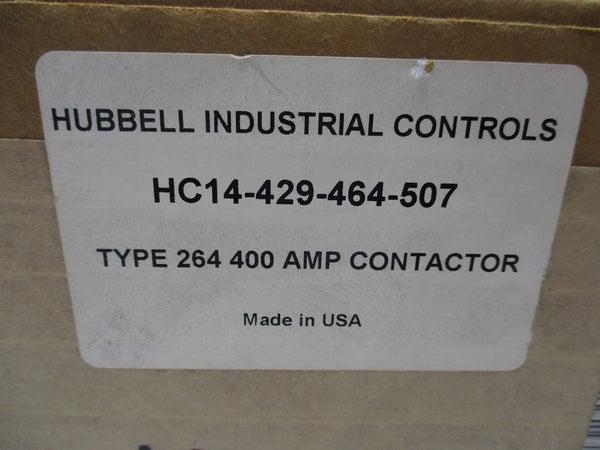 HUBBELL INDUSTRIAL CONTROLS
HC14-429-464-507
TYPE 264 400 AMP CONTACTOR
Made in USA